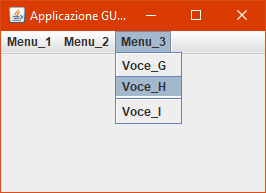 Applicazione GU...
Menu_1 Menu_2 Menu_3
Voce_G
Voce_H
Voce_I